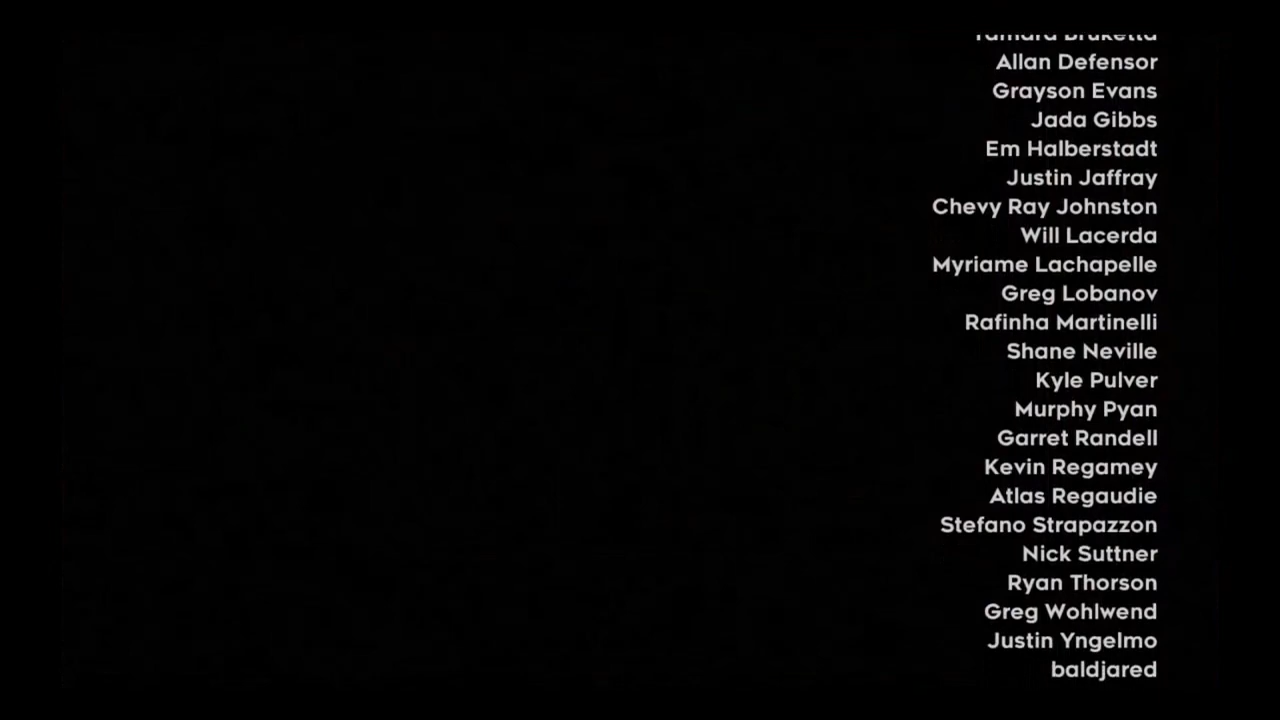 Tamara Bruketta
Allan Defensor
Grayson Evans
Jada Gibbs
Em Halberstadt
Justin Jaffray
Chevy Ray Johnston
Will Lacerda
Myriame Lachapelle
Greg Lobanov
Rafinha Martinelli
Shane Neville
Kyle Pulver
Murphy Pyan
Garret Randell
Kevin Regamey
Atlas Regaudie
Stefano Strapazzon
Nick Suttner
Ryan Thorson
Greg Wohlwend
Justin Yngelmo
baldjared